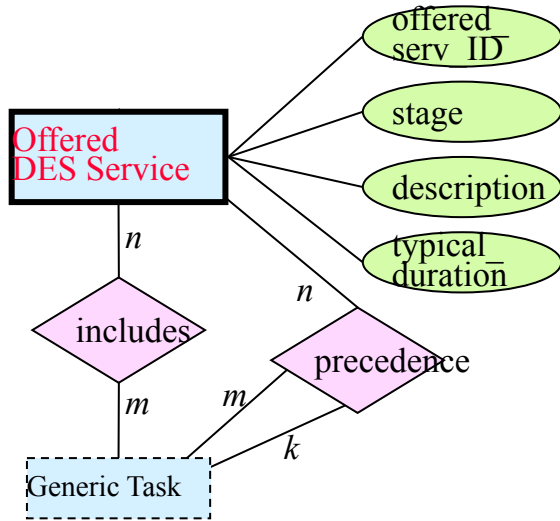 offered_
serv_ID
stage
description
typical_
duration
Offered
DES Service
n
n
includes
precedence
m
m
k
Generic Task